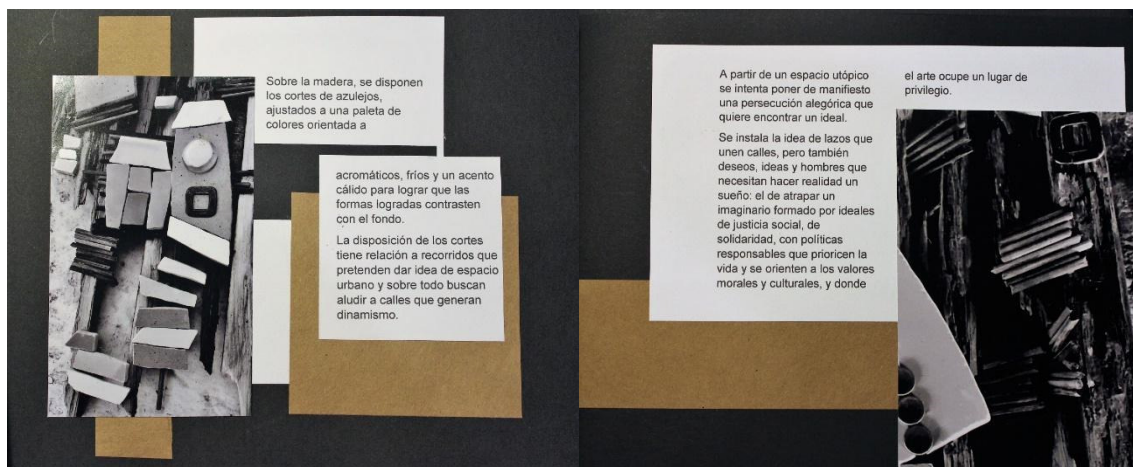 Sobre la madera, se disponen
los cortes de azulejos,
ajustados a una paleta de
colores orientada a
acromáticos, fríos y un acento
cálido para lograr que las
formas logradas contrasten
con el fondo.
La disposición de los cortes
tiene relación a recorridos que
pretenden dar idea de espacio
urbano y sobre todo buscan
aludir a calles que generan
dinamismo.
A partir de un espacio utópico
se intenta poner de manifiesto
una persecución alegórica que
quiere encontrar un ideal.
Se instala la idea de lazos que
unen calles, pero también
deseos, ideas y hombres que
necesitan hacer realidad un
sueño: el de atrapar un
imaginario formado por ideales
de justicia social, de
solidaridad, con políticas
responsables que prioricen la
vida y se orienten a los valores
morales y culturales, y donde
el arte ocupe un lugar de
privilegio.